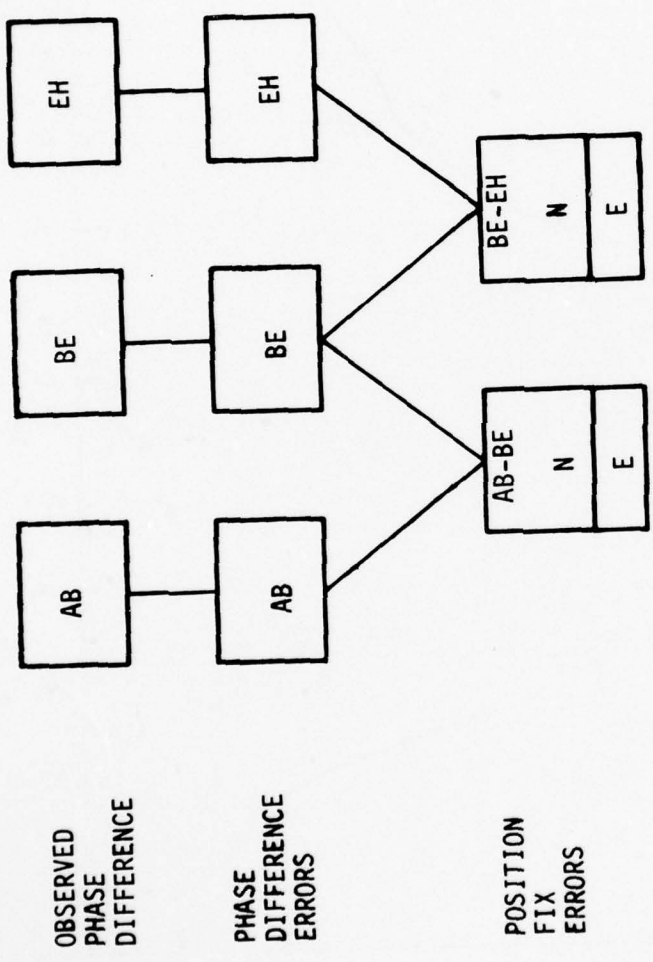 OBSERVED
PHASE
DIFFERENCE
AB
BE
EH
PHASE
DIFFERENCE
ERRORS
AB
BE
EH
POSITION
FIX
ERRORS
AB-BE
N
E
BE~EH
N
E